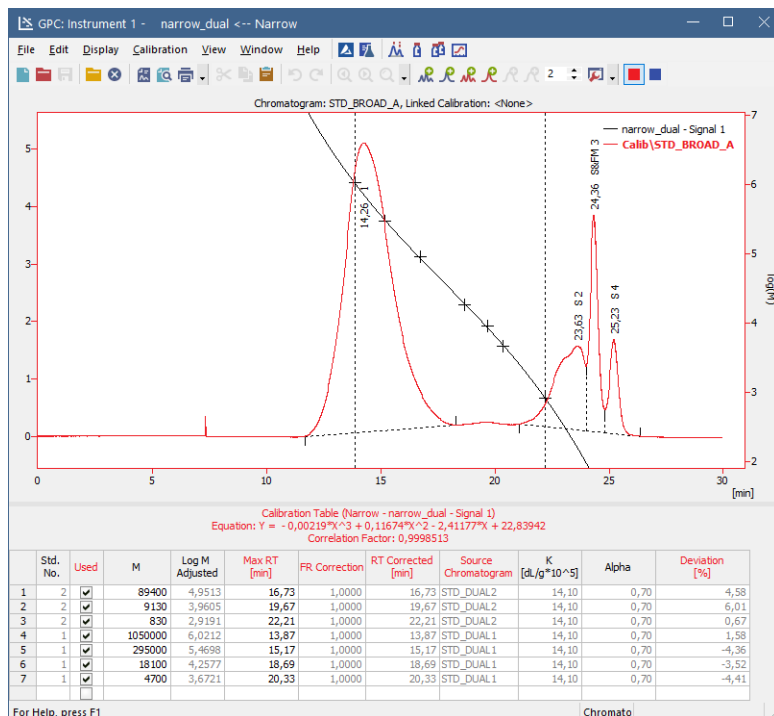 GPC: Instrument 1 - narrow_dual <-- Narrow
File Edit Display Calibration View Window Help
2
Chromatogram: STD_BROAD_A, Linked Calibration: <None>
narrow_dual - Signal 1
Calib\STD_BROAD_A
5
4
3
2
1
0
7
6
5
4
3
2
log(M)
14,26 1
23,63 S 2
24,36 S&FM 3
25,23 S 4
0 5 10 15 20 25 30
[min]
Calibration Table (Narrow - narrow_dual - Signal 1)
Equation: Y = - 0,00219*X^3 + 0,11674*X^2 - 2,41177*X + 22,83942
Correlation Factor: 0,9998513
Std. No. Used M Log M Adjusted Max RT [min] FR Correction RT Corrected [min] Source Chromatogram K [dL/g*10^5] Alpha Deviation [%]
1 2 89400 4,9513 16,73 1,0000 16,73 STD_DUAL2 14,10 0,70 4,58
2 2 9130 3,9605 19,67 1,0000 19,67 STD_DUAL2 14,10 0,70 6,01
3 2 830 2,9191 22,21 1,0000 22,21 STD_DUAL2 14,10 0,70 0,67
4 1 1050000 6,0212 13,87 1,0000 13,87 STD_DUAL1 14,10 0,70 1,58
5 1 295000 5,4698 15,17 1,0000 15,17 STD_DUAL1 14,10 0,70 -4,36
6 1 18100 4,2577 18,69 1,0000 18,69 STD_DUAL1 14,10 0,70 -3,52
7 1 4700 3,6721 20,33 1,0000 20,33 STD_DUAL1 14,10 0,70 -4,41
For Help, press F1
Chromato